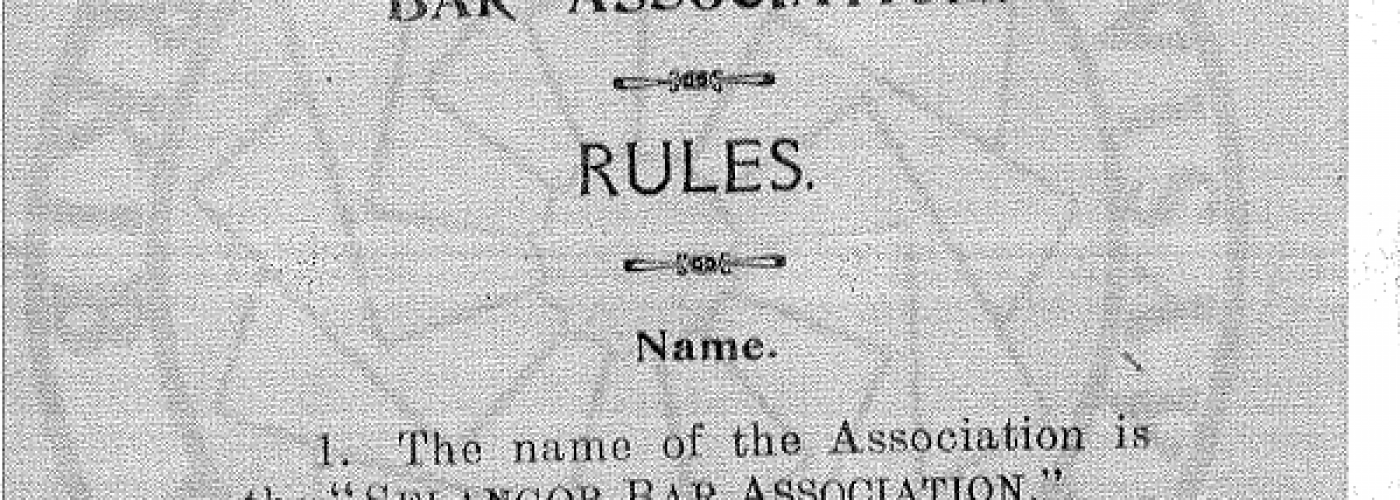 BAR ASSOCIATION.
RULES.
Name.
1. The name of the Association is
the "SELANGOR BAR ASSOCIATION."